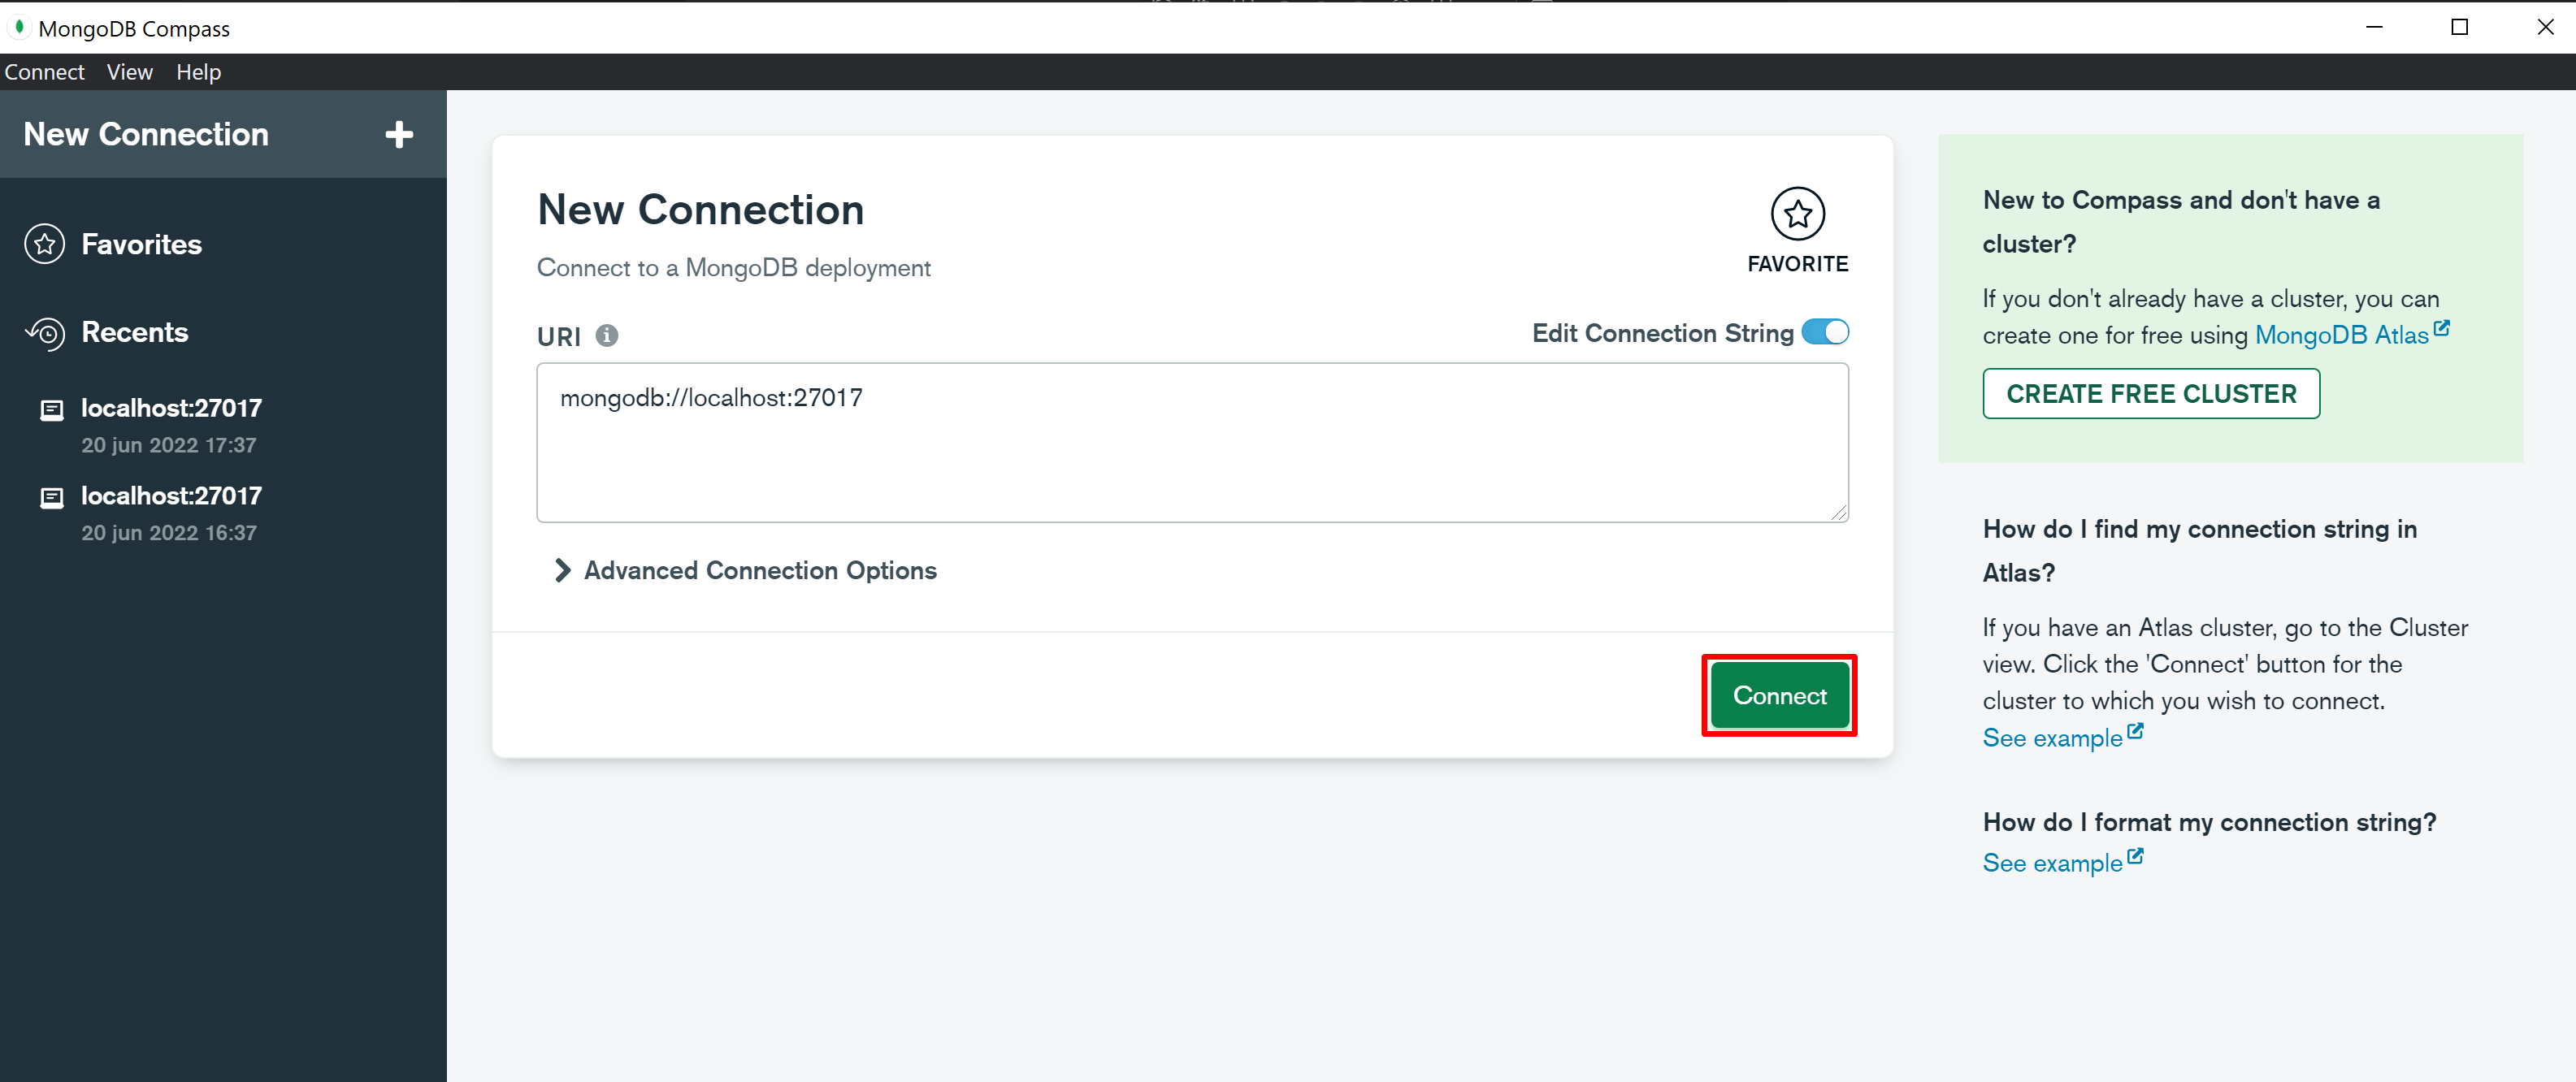 MongoDB Compass
Connect View Help
New Connection
Favorites
Recents
localhost:27017
20 jun 2022 17:37
localhost:27017
20 jun 2022 16:37
New Connection
Connect to a MongoDB deployment
FAVORITE
URI
Edit Connection String
mongodb://localhost:27017
Advanced Connection Options
Connect
New to Compass and don't have a
cluster?
If you don't already have a cluster, you can
create one for free using MongoDB Atlas
CREATE FREE CLUSTER
How do I find my connection string in
Atlas?
If you have an Atlas cluster, go to the Cluster
view. Click the 'Connect' button for the
cluster to which you wish to connect.
See example
How do I format my connection string?
See example